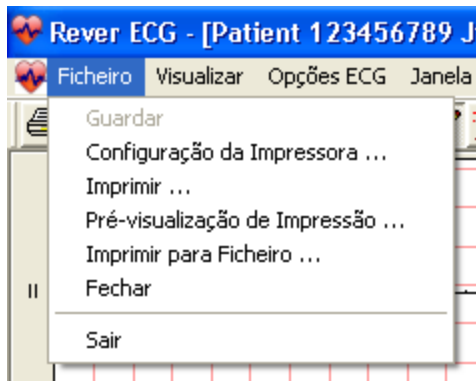 Rever ECG - [Patient 123456789 J
Ficheiro Visualizar Opções ECG Janela
Guardar
Configuração da Impressora ...
Imprimir ...
Pré-visualização de Impressão ...
Imprimir para Ficheiro ...
II
Fechar
Sair